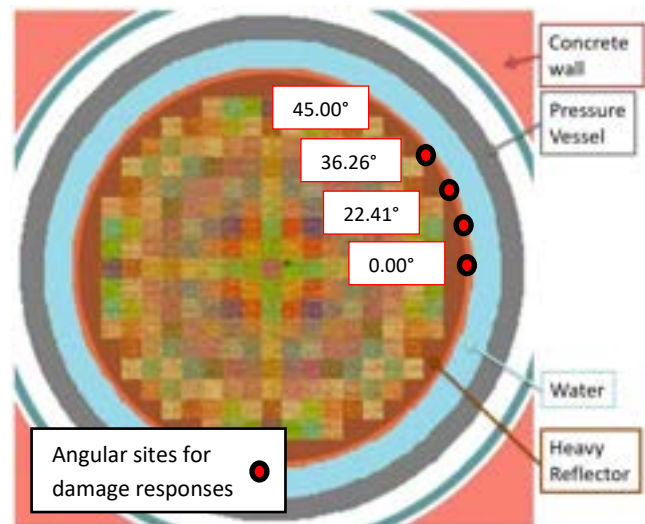 Concrete
wall
Pressure
Vessel
45.00°
36.26°
22.41°
0.00°
Water
Heavy
Reflector
Angular sites for
damage responses